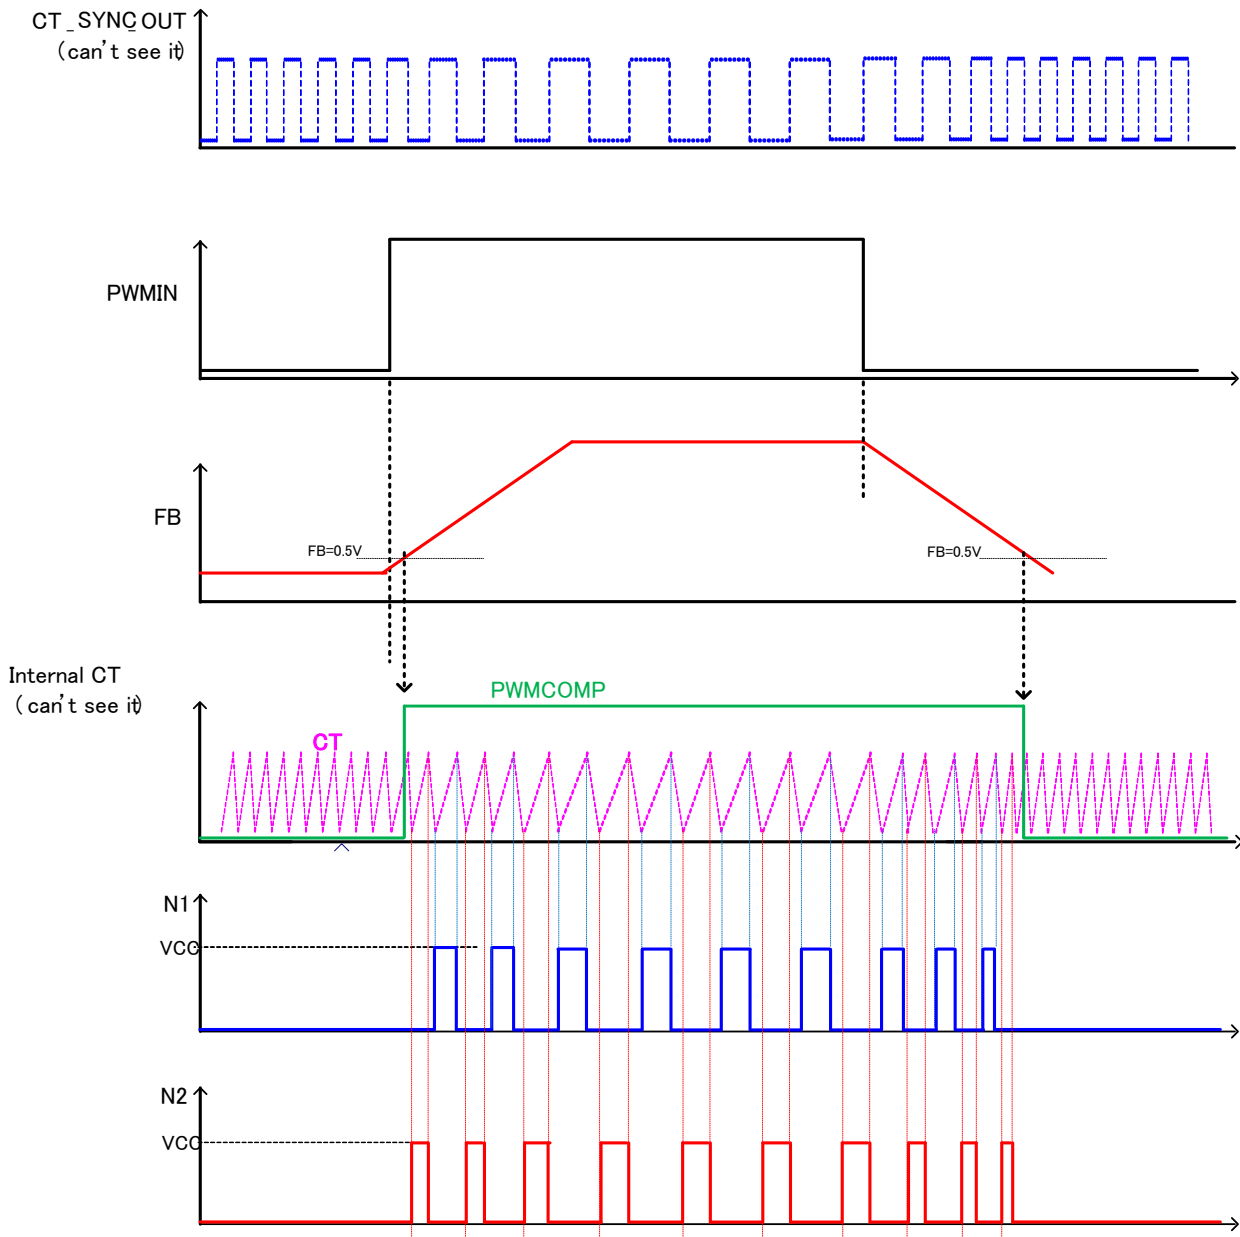 CT_SYNC OUT
(can't see it)
PWMIN
FB
FB=0.5V
FB=0.5V
Internal CT
(can't see it)
PWMCOMP
CT
N1
VCC
N2
VCC